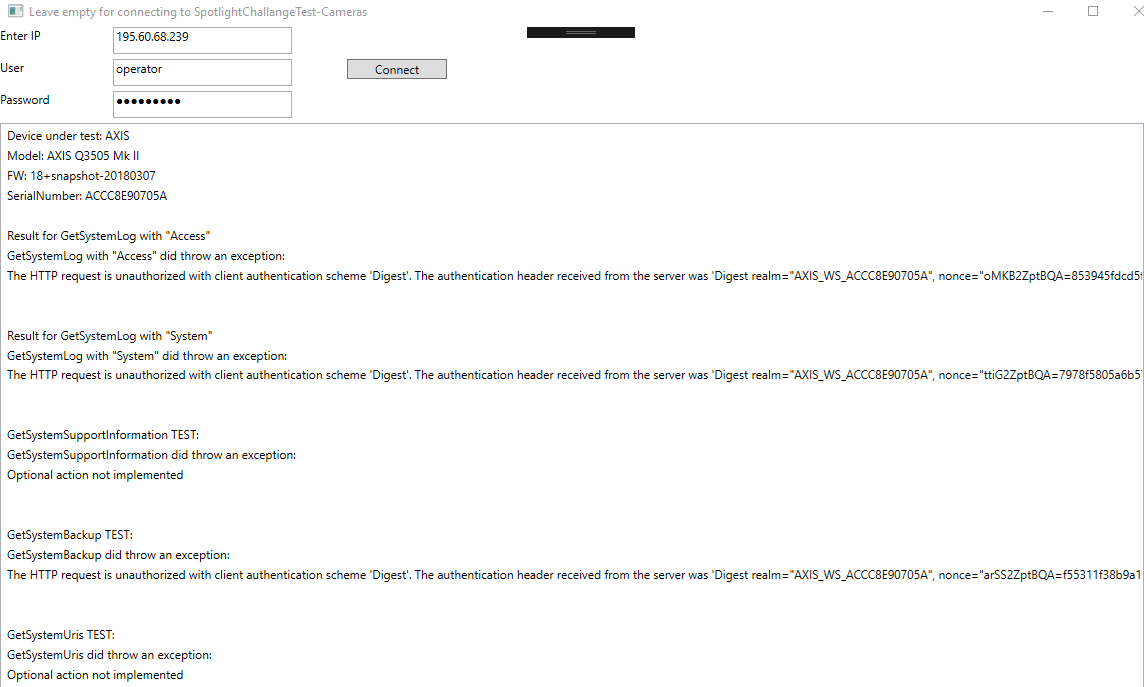 Leave empty for connecting to SpotlightChallangeTest-Cameras
Enter IP
195.60.68.239
User
operator
Connect
Password
●●●●●●●●●
Device under test: AXIS
Model: AXIS Q3505 Mk II
FW: 18+snapshot-20180307
SerialNumber: ACCC8E90705A
Result for GetSystemLog with "Access"
GetSystemLog with "Access" did throw an exception:
The HTTP request is unauthorized with client authentication scheme 'Digest'. The authentication header received from the server was 'Digest realm="AXIS_WS_ACCC8E90705A", nonce="oMKB2ZptBQA=853945fdcd5f
Result for GetSystemLog with "System"
GetSystemLog with "System" did throw an exception:
The HTTP request is unauthorized with client authentication scheme 'Digest'. The authentication header received from the server was 'Digest realm="AXIS_WS_ACCC8E90705A", nonce="ttiG2ZptBQA=7978f5805a6b57
GetSystemSupportInformation TEST:
GetSystemSupportInformation did throw an exception:
Optional action not implemented
GetSystemBackup TEST:
GetSystemBackup did throw an exception:
The HTTP request is unauthorized with client authentication scheme 'Digest'. The authentication header received from the server was 'Digest realm="AXIS_WS_ACCC8E90705A", nonce="arSS2ZptBQA=f55311f38b9a1
GetSystemUris TEST:
GetSystemUris did throw an exception:
Optional action not implemented